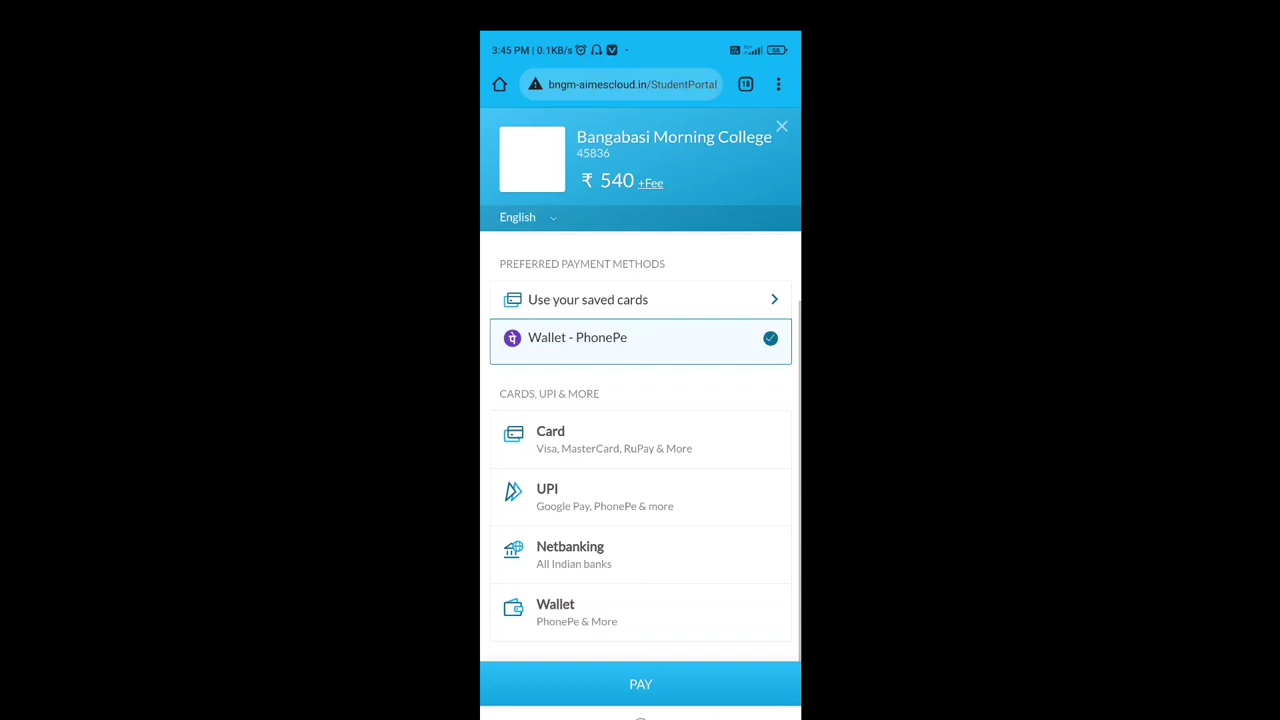 3:45 PM | 0.1KB/s
bngm-aimescloud.in/StudentPortal
18
Bangabasi Morning College
45836
₹ 540 +Fee
English
PREFERRED PAYMENT METHODS
Use your saved cards
Wallet - PhonePe
CARDS, UPI & MORE
Card
Visa, MasterCard, RuPay & More
UPI
Google Pay, PhonePe & more
Netbanking
All Indian banks
Wallet
PhonePe & More
PAY